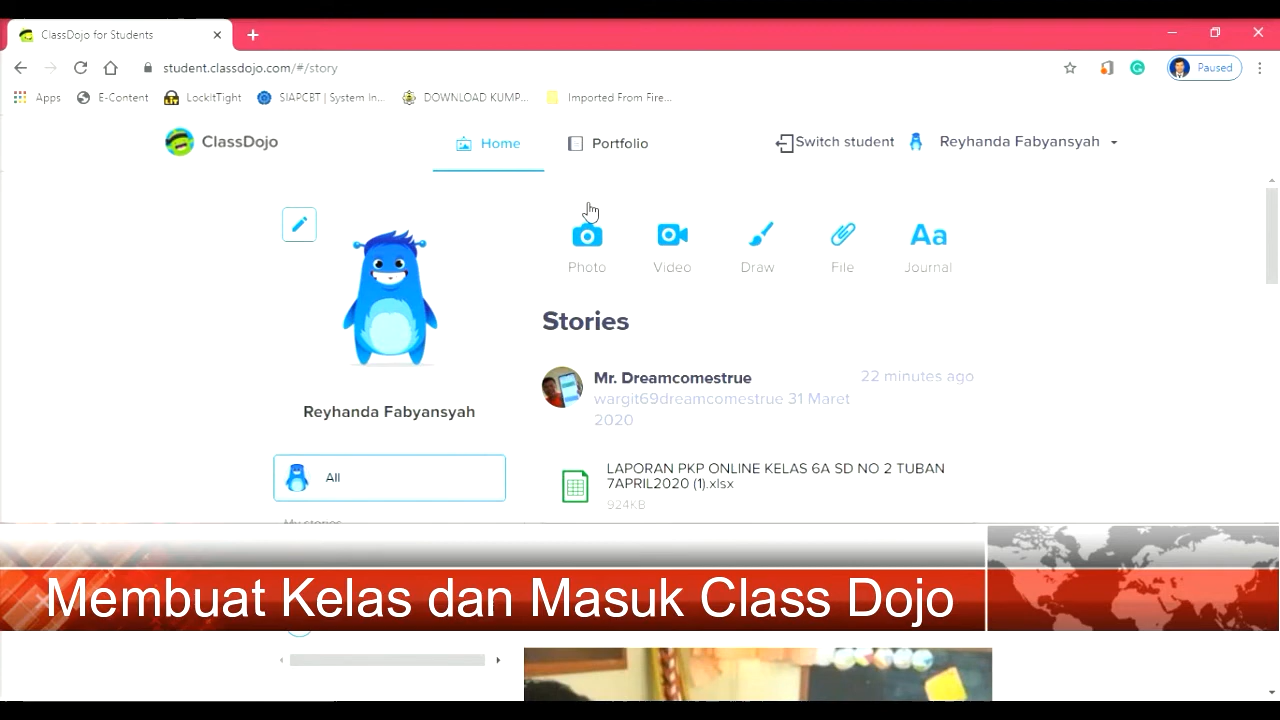 ClassDojo for Students
student.classdojo.com/#/story
Paused
Apps
E-Content
LockItTight
SIAPCBT | System In...
DOWNLOAD KUMP...
Imported From Fire...
ClassDojo
Home
Portfolio
Switch student
Reyhanda Fabyansyah
Photo
Video
Draw
File
Aa
Journal
Stories
Mr. Dreamcomestrue
22 minutes ago
wargit69dreamcomestrue 31 Maret
2020
Reyhanda Fabyansyah
All
LAPORAN PKP ONLINE KELAS 6A SD NO 2 TUBAN
7APRIL2020 (1).xlsx
924KB
My stories
Membuat Kelas dan Masuk Class Dojo